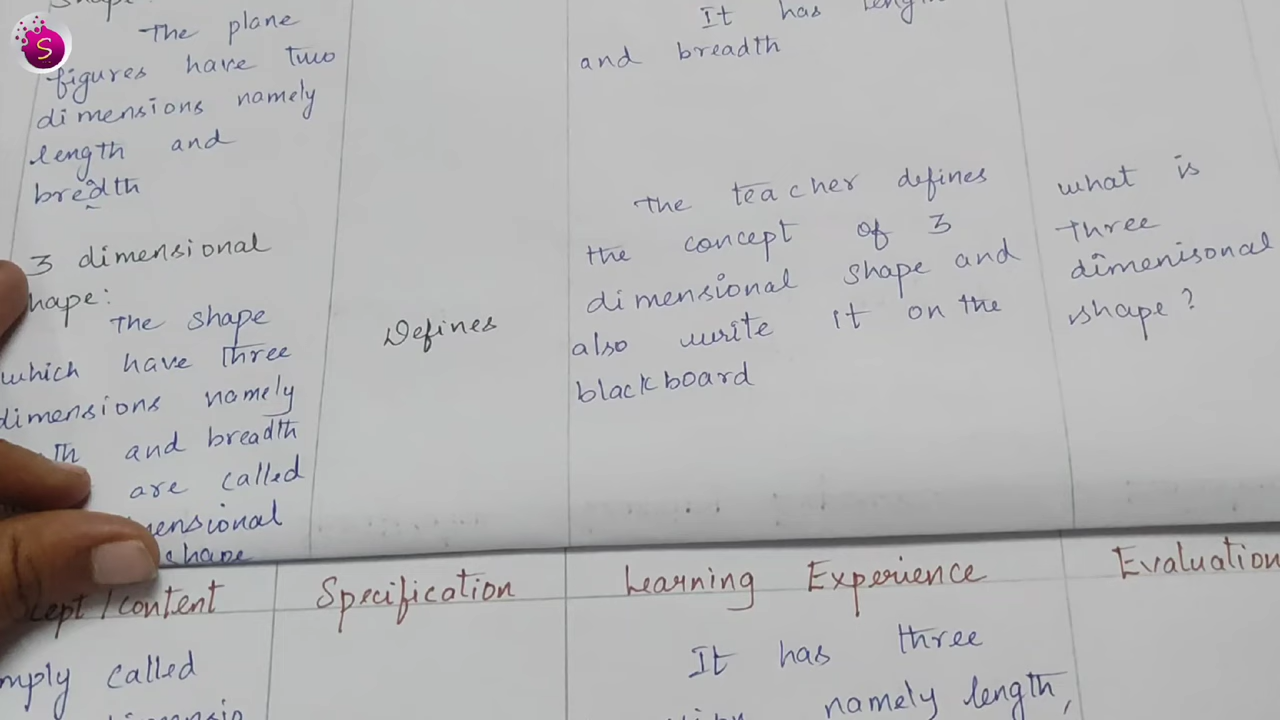 S
The plane
figures have two
dimensions namely
length and
breadth
3 dimensional
hape:
The shape
which have three
dimensions namely
th and breadth
are called
mensional
shape
Defines
It has
and breadth
The teacher defines
the concept of 3
dimensional shape and
also write it on the
blackboard
what is
three
dimenisonal
shape?
cept / content
Specification
Learning Experience
Evaluation
mply called
It has three
namely length,